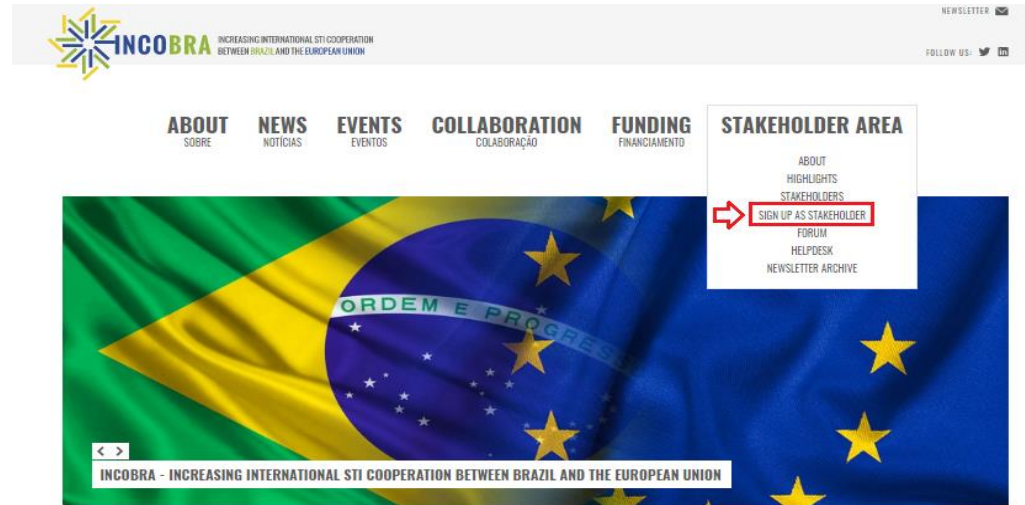 NEWSLETTER
INCOBRA
INCREASING INTERNATIONAL STI COOPERATION
BETWEEN BRAZIL AND THE EUROPEAN UNION
FOLLOW US:
ABOUT NEWS EVENTS COLLABORATION FUNDING STAKEHOLDER AREA
SOBRE NOTÍCIAS EVENTOS COLABORAÇÃO FINANCIAMENTO
ABOUT
HIGHLIGHTS
STAKEHOLDERS
SIGN UP AS STAKEHOLDER
FORUM
HELPDESK
NEWSLETTER ARCHIVE
ORDEM E PROGRESS
INCOBRA - INCREASING INTERNATIONAL STI COOPERATION BETWEEN BRAZIL AND THE EUROPEAN UNION